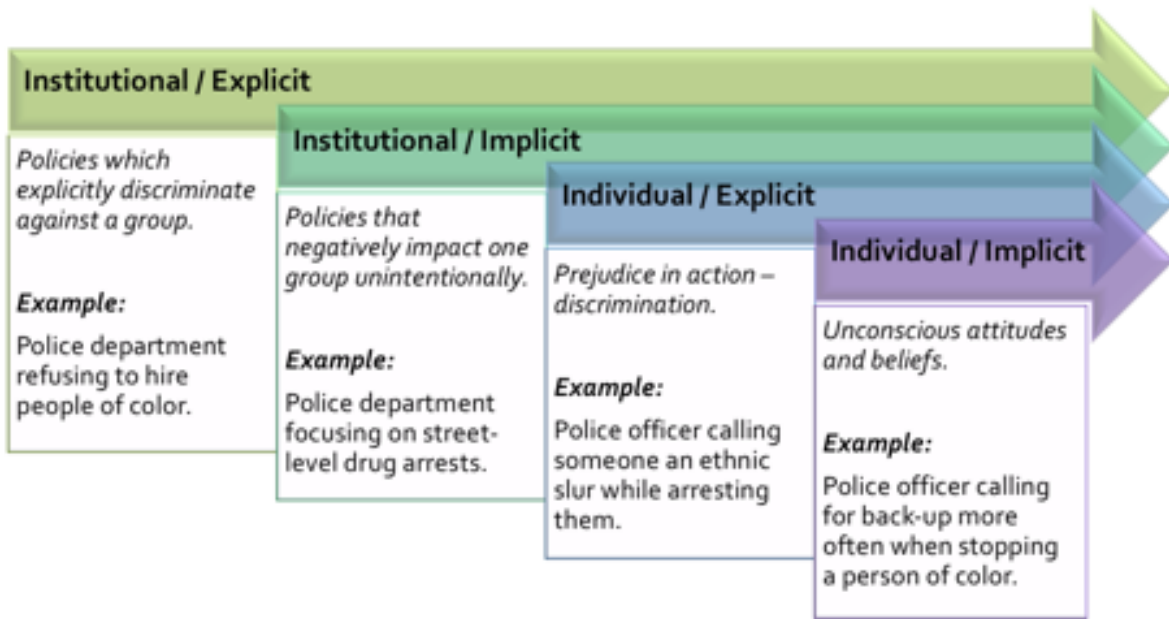 Institutional / Explicit
Policies which
explicitly discriminate
against a group.
Example:
Police department
refusing to hire
people of color.
Institutional / Implicit
Policies that
negatively impact one
group unintentionally.
Example:
Police department
focusing on street-
level drug arrests.
Individual / Explicit
Prejudice in action –
discrimination.
Example:
Police officer calling
someone an ethnic
slur while arresting
them.
Individual / Implicit
Unconscious attitudes
and beliefs.
Example:
Police officer calling
for back-up more
often when stopping
a person of color.